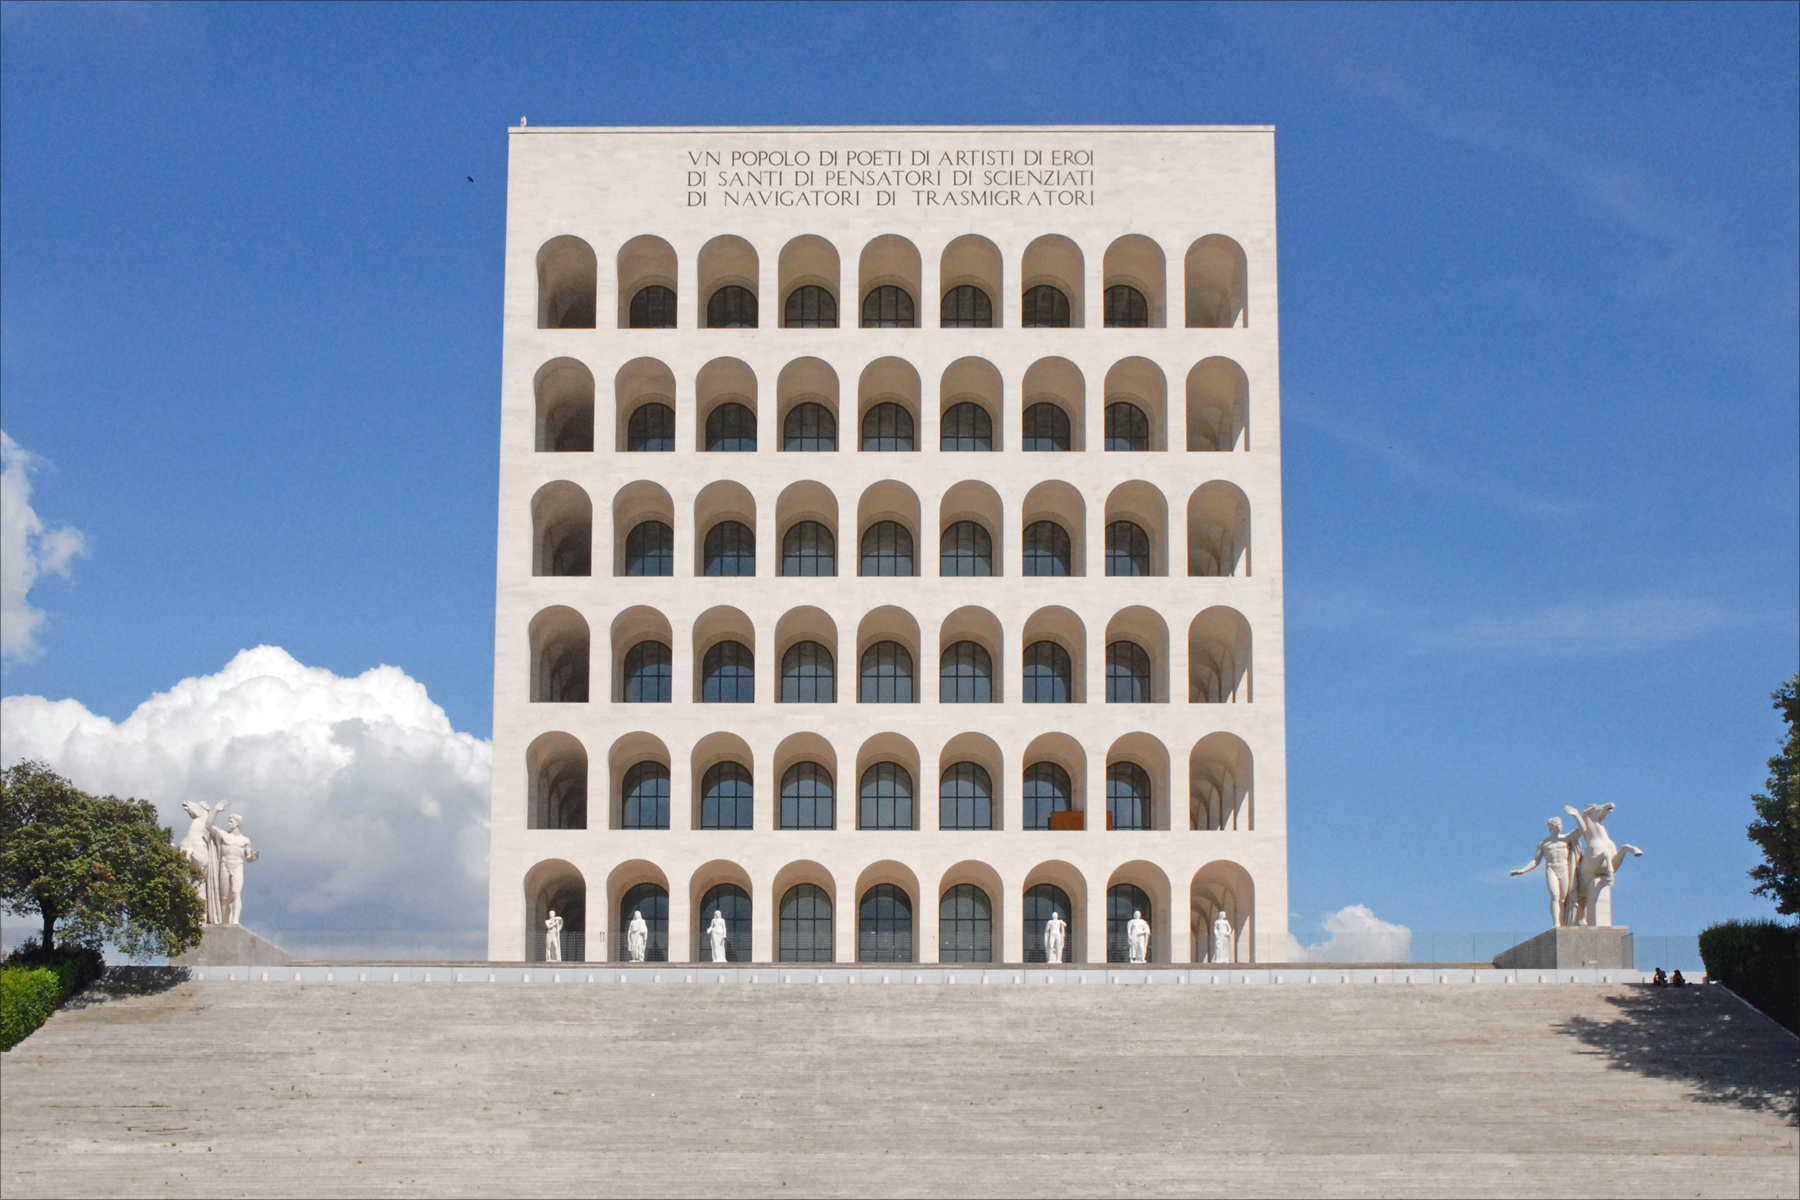 VN POPOLO DI POETI DI ARTISTI DI EROI
DI SANTI DI PENSATORI DI SCIENZIATI
DI NAVIGATORI DI TRASMIGRATORI